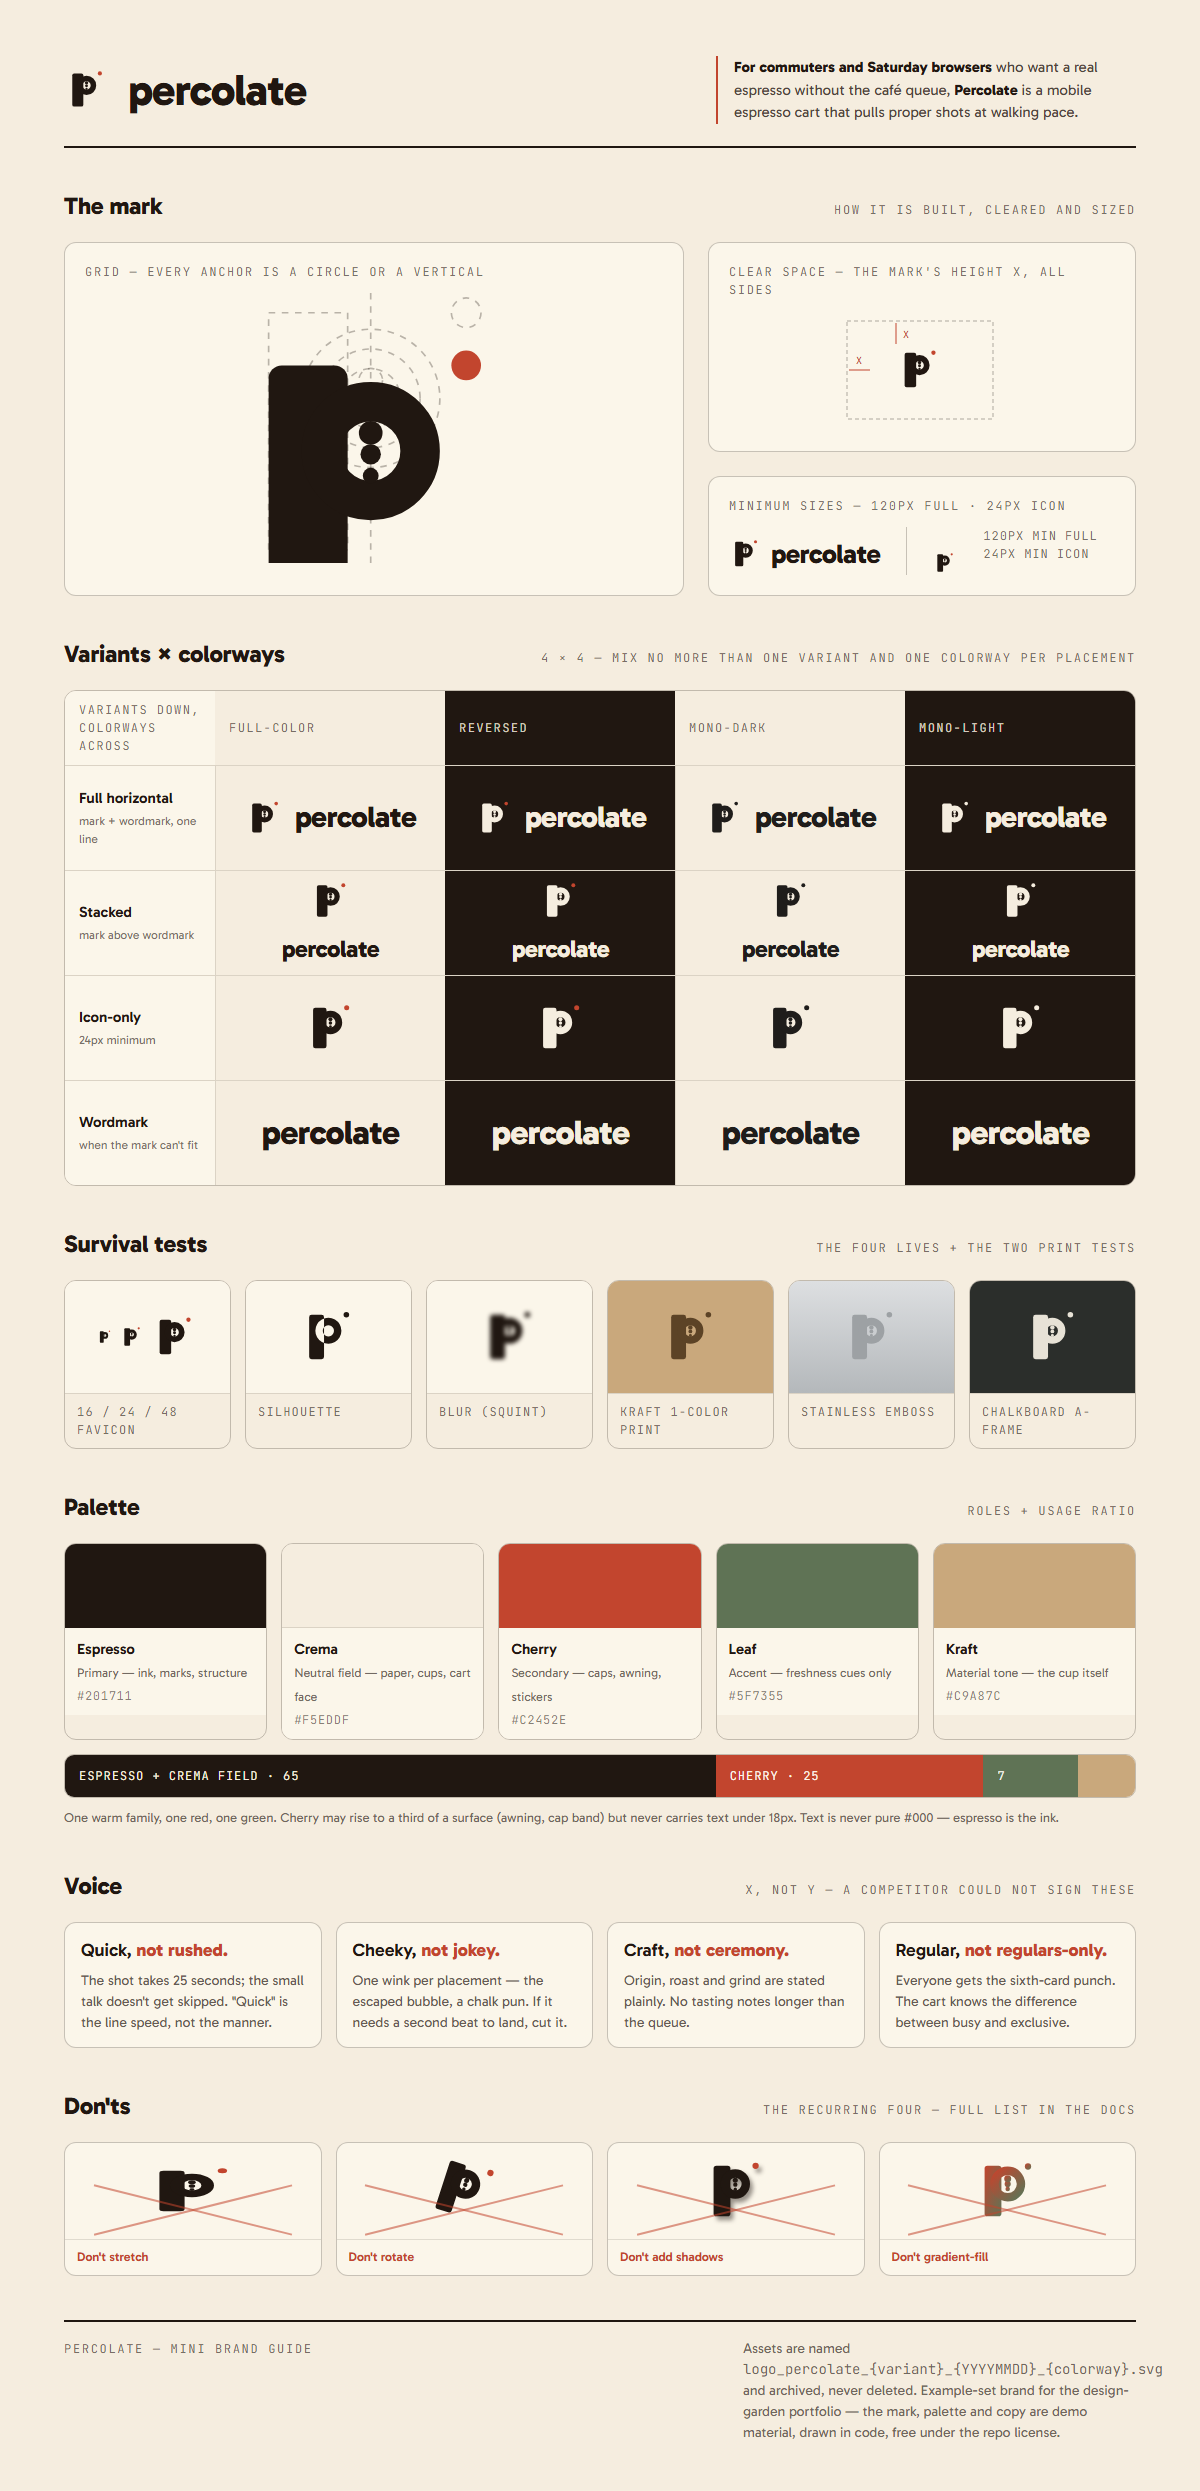 percolate
For commuters and Saturday browsers who want a real
espresso without the café queue, Percolate is a mobile
espresso cart that pulls proper shots at walking pace.
The mark
HOW IT IS BUILT, CLEARED AND SIZED
GRID — EVERY ANCHOR IS A CIRCLE OR A VERTICAL
CLEAR SPACE — THE MARK'S HEIGHT X, ALL
SIDES
X
X
MINIMUM SIZES — 120PX FULL · 24PX ICON
percolate
120PX MIN FULL
24PX MIN ICON
Variants × colorways
4 × 4 — MIX NO MORE THAN ONE VARIANT AND ONE COLORWAY PER PLACEMENT
VARIANTS DOWN,
COLORWAYS
ACROSS
FULL-COLOR
REVERSED
MONO-DARK
MONO-LIGHT
Full horizontal
mark + wordmark, one
line
percolate
percolate
percolate
percolate
Stacked
mark above wordmark
percolate
percolate
percolate
percolate
Icon-only
24px minimum
Wordmark
when the mark can't fit
percolate
percolate
percolate
percolate
Survival tests
THE FOUR LIVES + THE TWO PRINT TESTS
16 / 24 / 48
FAVICON
SILHOUETTE
BLUR (SQUINT)
KRAFT 1-COLOR
PRINT
STAINLESS EMBOSS
CHALKBOARD A-
FRAME
Palette
ROLES + USAGE RATIO
Espresso
Primary — ink, marks, structure
#201711
Crema
Neutral field — paper, cups, cart
face
#F5EDDF
Cherry
Secondary — caps, awning,
stickers
#C2452E
Leaf
Accent — freshness cues only
#5F7355
Kraft
Material tone — the cup itself
#C9A87C
ESPRESSO + CREMA FIELD · 65
CHERRY · 25
7
One warm family, one red, one green. Cherry may rise to a third of a surface (awning, cap band) but never carries text under 18px. Text is never pure #000 — espresso is the ink.
Voice
X, NOT Y — A COMPETITOR COULD NOT SIGN THESE
Quick, not rushed.
The shot takes 25 seconds; the small
talk doesn't get skipped. "Quick" is
the line speed, not the manner.
Cheeky, not jokey.
One wink per placement — the
escaped bubble, a chalk pun. If it
needs a second beat to land, cut it.
Craft, not ceremony.
Origin, roast and grind are stated
plainly. No tasting notes longer than
the queue.
Regular, not regulars-only.
Everyone gets the sixth-card punch.
The cart knows the difference
between busy and exclusive.
Don'ts
THE RECURRING FOUR — FULL LIST IN THE DOCS
Don't stretch
Don't rotate
Don't add shadows
Don't gradient-fill
PERCOLATE — MINI BRAND GUIDE
Assets are named
logo_percolate_{variant}_{YYYYMMDD}_{colorway}.svg
and archived, never deleted. Example-set brand for the design-
garden portfolio — the mark, palette and copy are demo
material, drawn in code, free under the repo license.